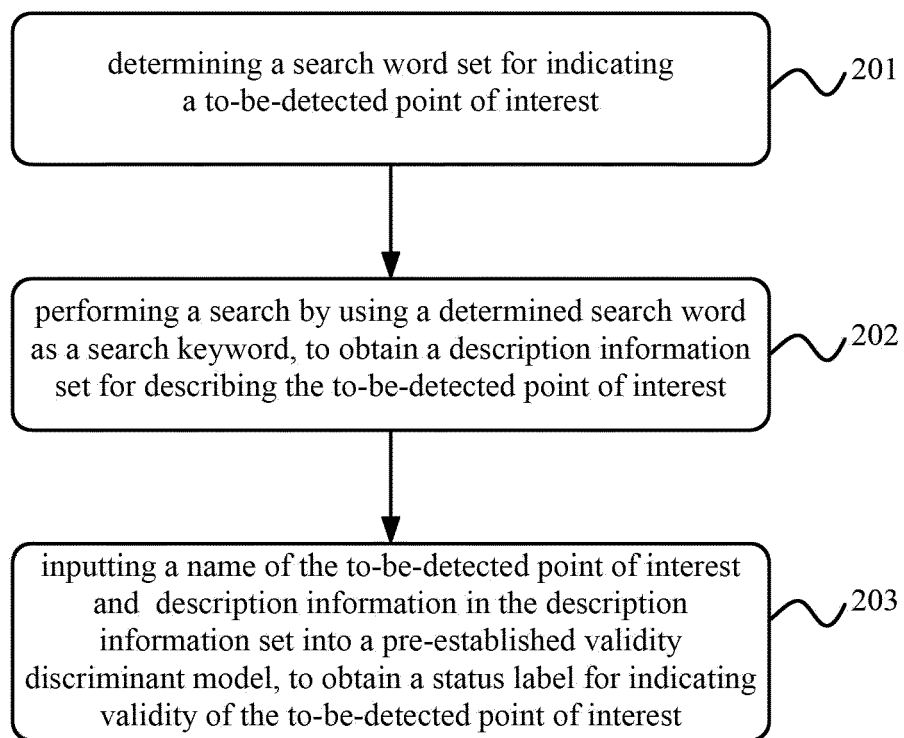 determining a search word set for indicating
a to-be-detected point of interest
201
performing a search by using a determined search word
as a search keyword, to obtain a description information
set for describing the to-be-detected point of interest
202
inputting a name of the to-be-detected point of interest
and description information in the description
information set into a pre-established validity
discriminant model, to obtain a status label for indicating
validity of the to-be-detected point of interest
203